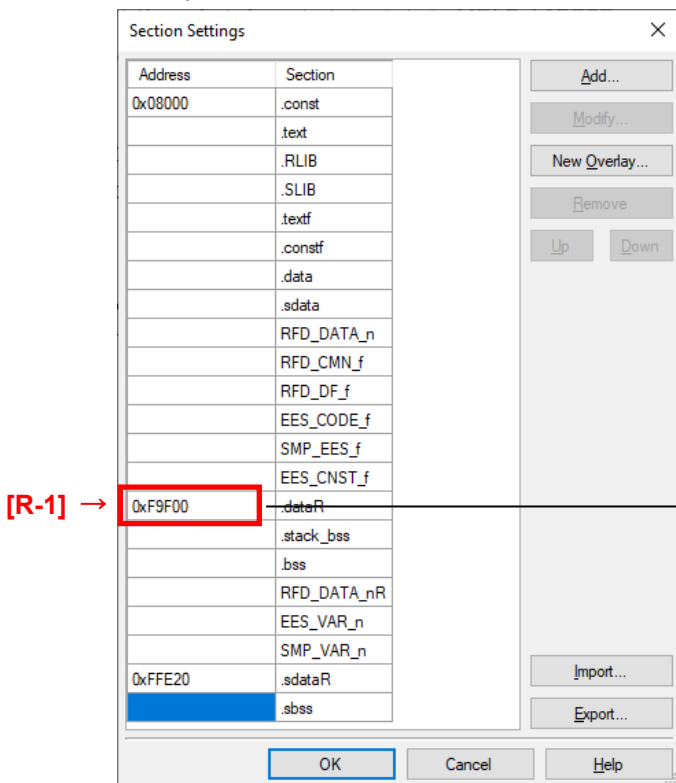 Section Settings
Address Section
0x08000 .const
.text
.RLIB
.SLIB
.textf
.constf
.data
.sdata
RFD_DATA_n
RFD_CMN_f
RFD_DF_f
EES_CODE_f
SMP_EES_f
EES_CNST_f
[R-1] → 0xF9F00 .dataR
.stack_bss
.bss
RFD_DATA_nR
EES_VAR_n
SMP_VAR_n
0xFFE20 .sdataR
.sbss
Add...
Modify...
New Overlay...
Remove
Up Down
Import...
Export...
OK Cancel Help